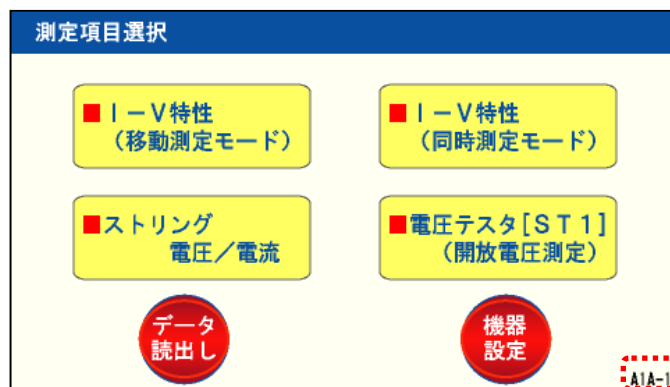 測定項目選択
■I－V特性
（移動測定モード）
■I－V特性
（同時測定モード）
■ストリング
電圧／電流
■電圧テスタ[ST1]
（開放電圧測定）
データ
読出し
機器
設定
A1A-1